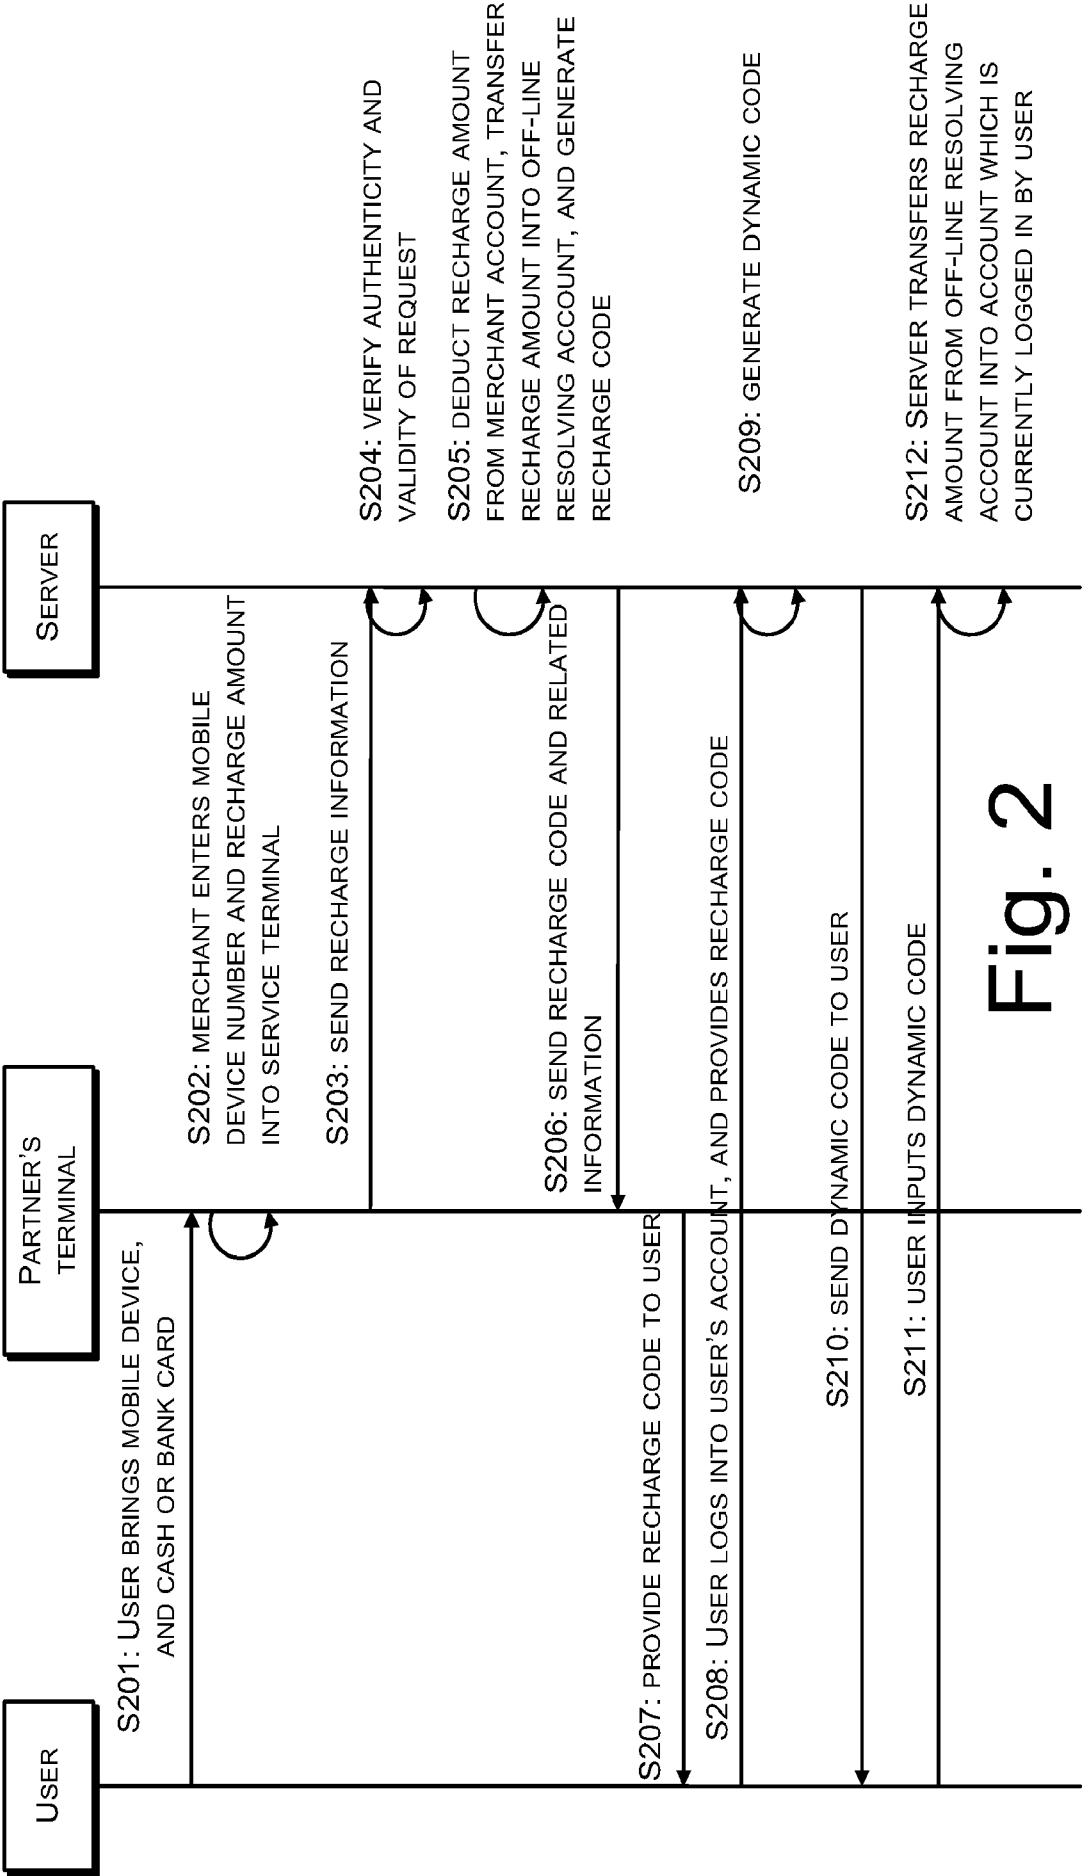 USER
PARTNER'S
TERMINAL
SERVER
S201: USER BRINGS MOBILE DEVICE,
AND CASH OR BANK CARD
S202: MERCHANT ENTERS MOBILE
DEVICE NUMBER AND RECHARGE AMOUNT
INTO SERVICE TERMINAL
S203: SEND RECHARGE INFORMATION
S204: VERIFY AUTHENTICITY AND
VALIDITY OF REQUEST
S205: DEDUCT RECHARGE AMOUNT
FROM MERCHANT ACCOUNT, TRANSFER
RECHARGE AMOUNT INTO OFF-LINE
RESOLVING ACCOUNT, AND GENERATE
RECHARGE CODE
S206: SEND RECHARGE CODE AND RELATED
INFORMATION
S207: PROVIDE RECHARGE CODE TO USER
S208: USER LOGS INTO USER'S ACCOUNT, AND PROVIDES RECHARGE CODE
S209: GENERATE DYNAMIC CODE
S210: SEND DYNAMIC CODE TO USER
S211: USER INPUTS DYNAMIC CODE
S212: SERVER TRANSFERS RECHARGE
AMOUNT FROM OFF-LINE RESOLVING
ACCOUNT INTO ACCOUNT WHICH IS
CURRENTLY LOGGED IN BY USER
Fig. 2